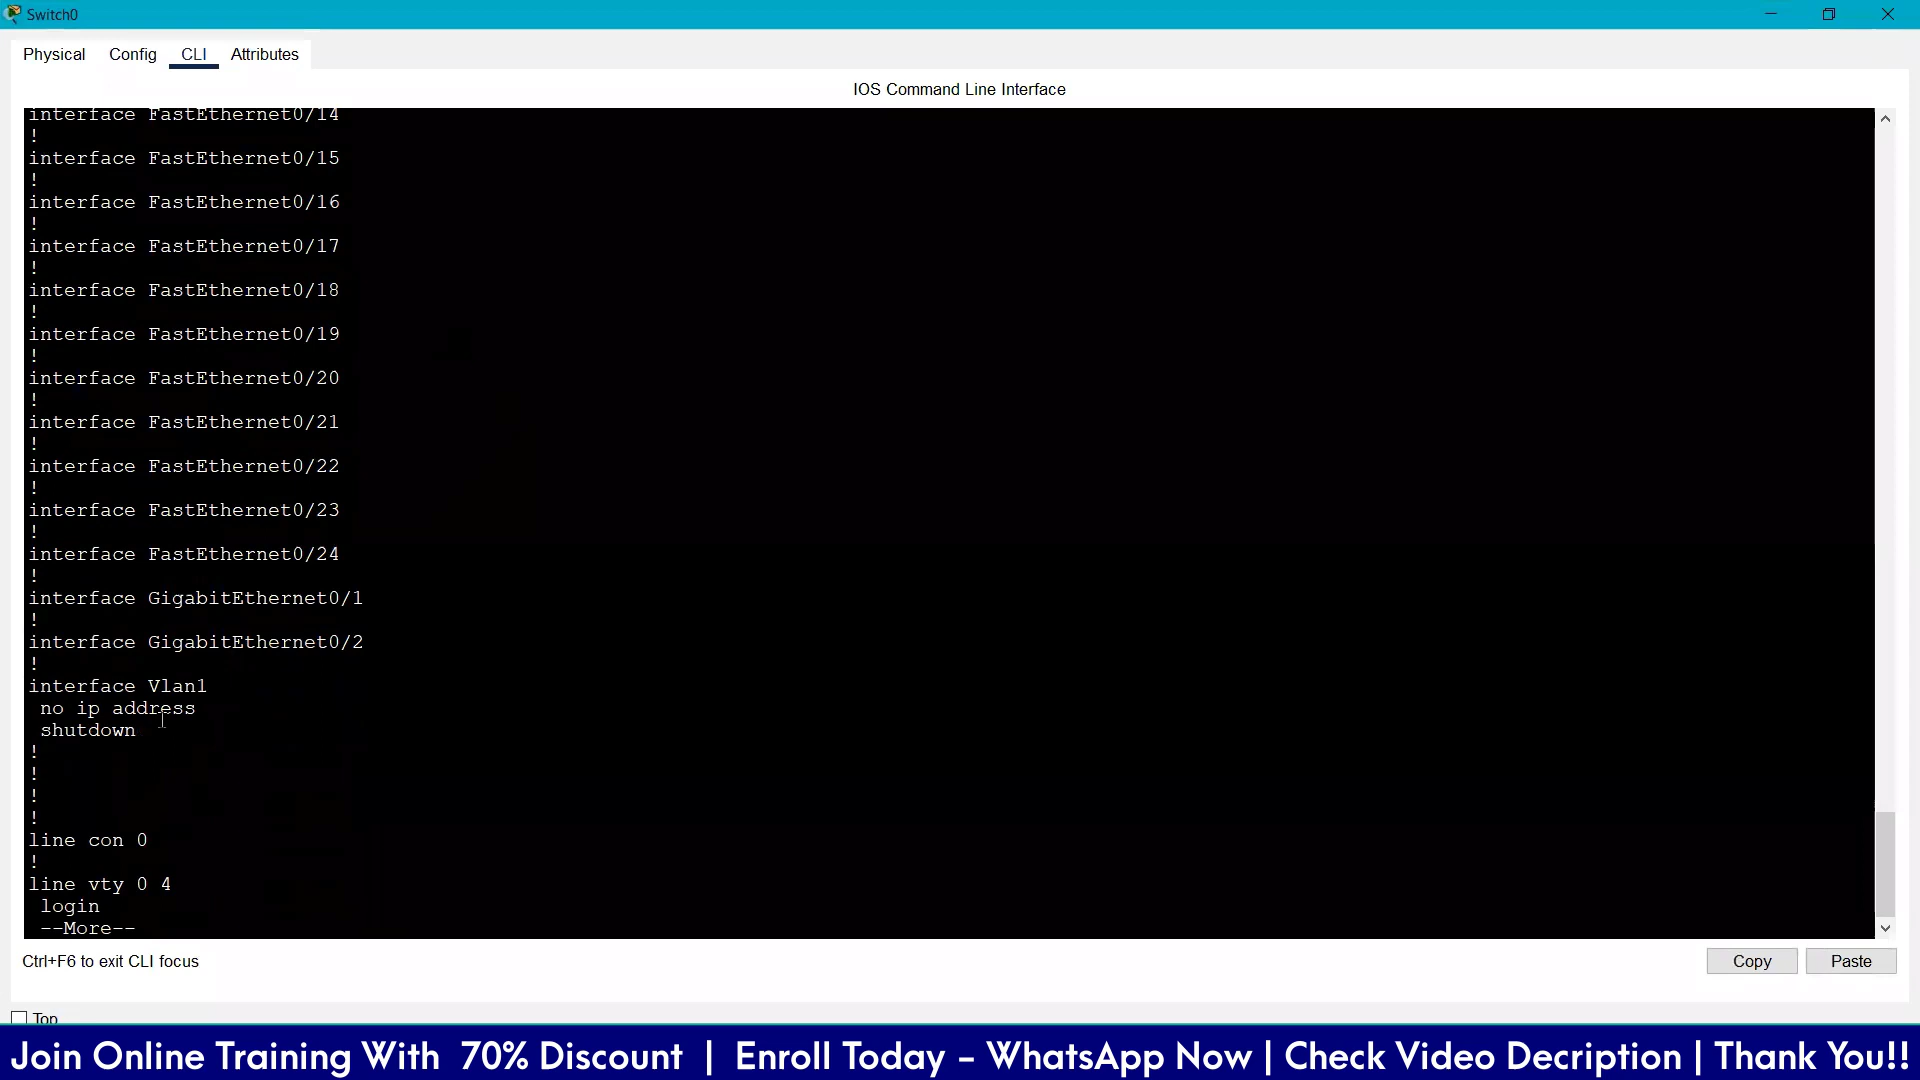 Switch0
Physical Config CLI Attributes
IOS Command Line Interface
interface FastEthernet0/14
!
interface FastEthernet0/15
!
interface FastEthernet0/16
!
interface FastEthernet0/17
!
interface FastEthernet0/18
!
interface FastEthernet0/19
!
interface FastEthernet0/20
!
interface FastEthernet0/21
!
interface FastEthernet0/22
!
interface FastEthernet0/23
!
interface FastEthernet0/24
!
interface GigabitEthernet0/1
!
interface GigabitEthernet0/2
!
interface Vlan1
no ip address
shutdown
!
!
!
!
line con 0
!
line vty 0 4
login
--More--
Ctrl+F6 to exit CLI focus
Copy Paste
Top
Join Online Training With 70% Discount | Enroll Today – WhatsApp Now | Check Video Decription | Thank You!!